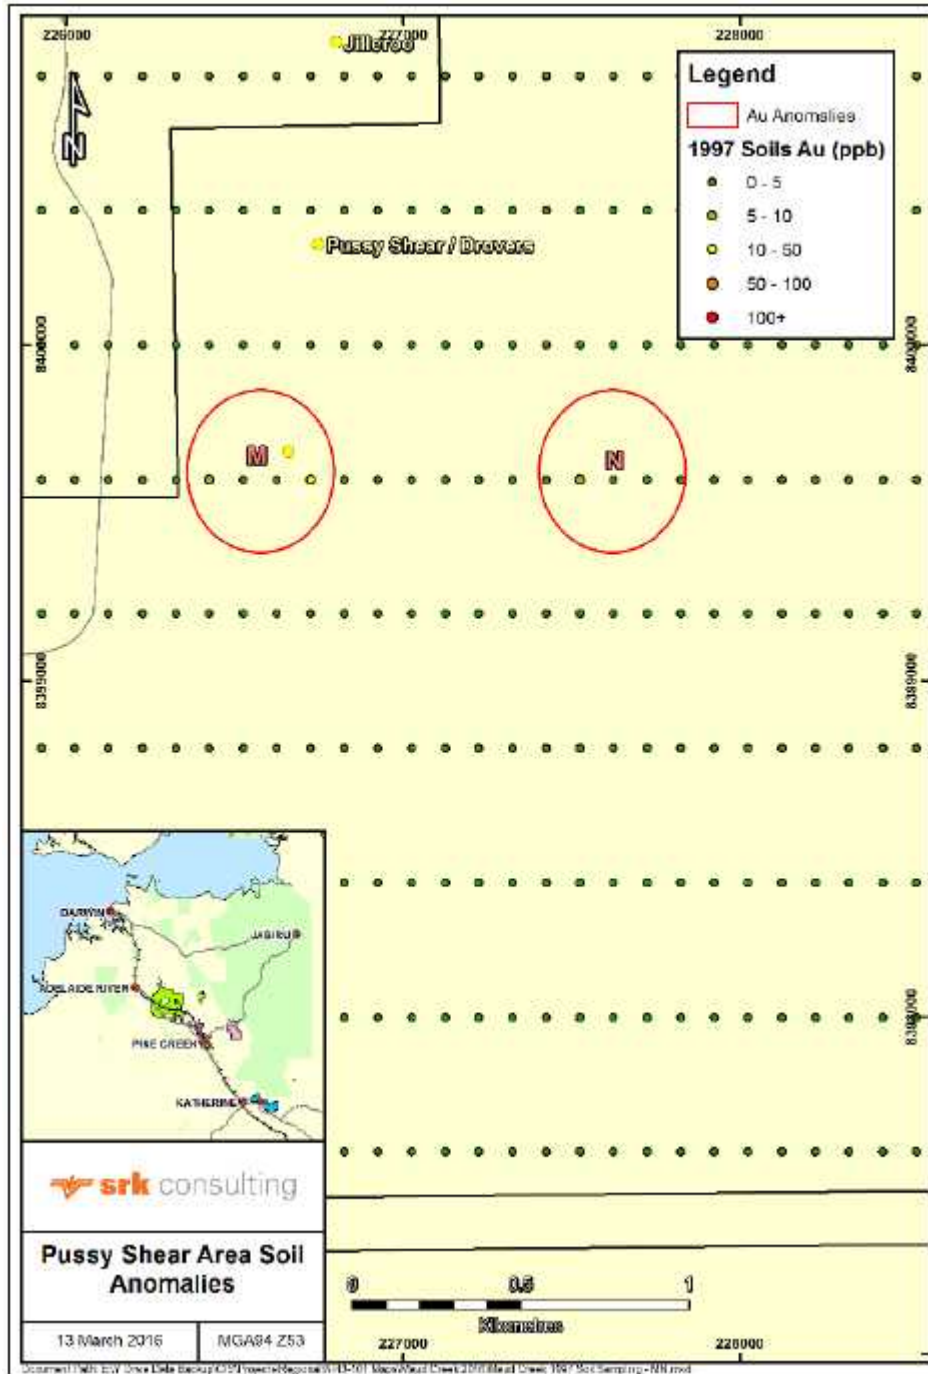 226000
227000
228000
Jilleroo
N
Legend
Au Anomalies
1997 Soils Au (ppb)
0 - 5
5 - 10
10 - 50
50 - 100
100+
Pussy Shear / Drovers
8400000
8400000
M
N
8399000
8399000
DARWIN
JABIRU
ADELAIDE RIVER
PINE CREEK
KATHERINE
8398000
srk consulting
Pussy Shear Area Soil
Anomalies
0
0.5
1
Kilometres
13 March 2016
MGA94 Z53
227000
228000